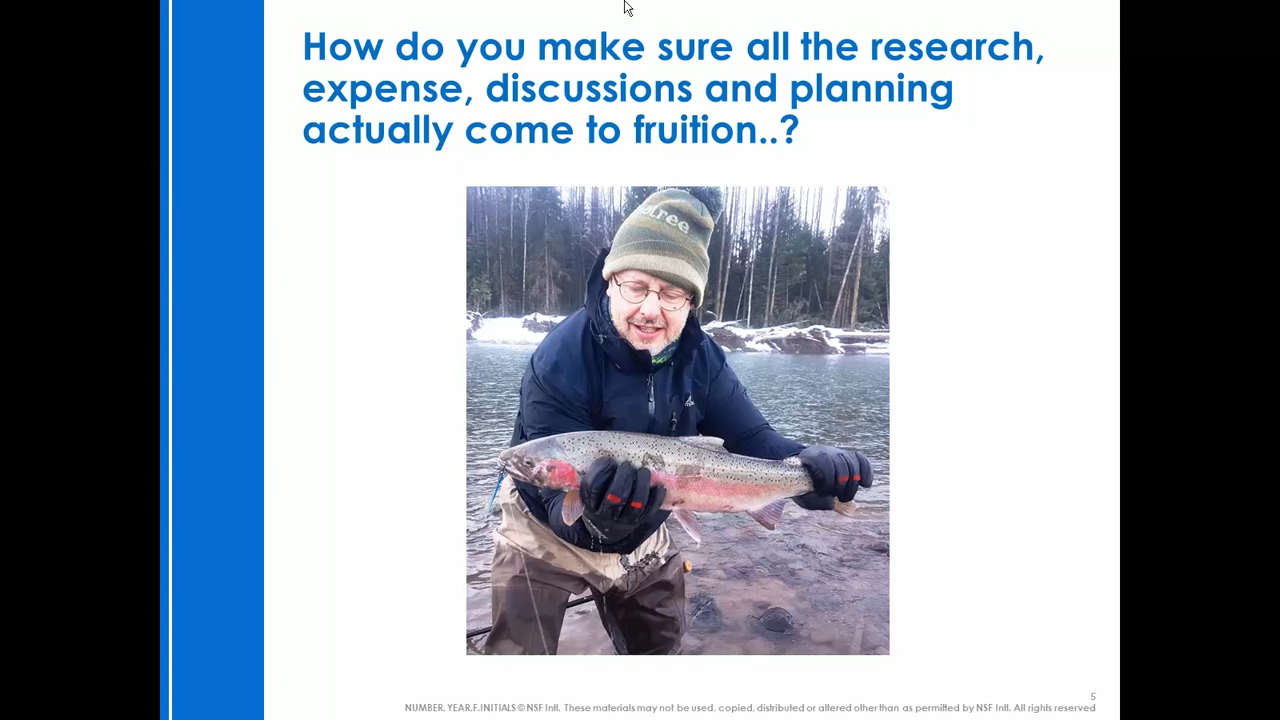 How do you make sure all the research,
expense, discussions and planning
actually come to fruition..?
5
NUMBER. YEAR.F.INITIALS © NSF Intl. These materials may not be used, copied, distributed or altered other than as permitted by NSF Intl. All rights reserved